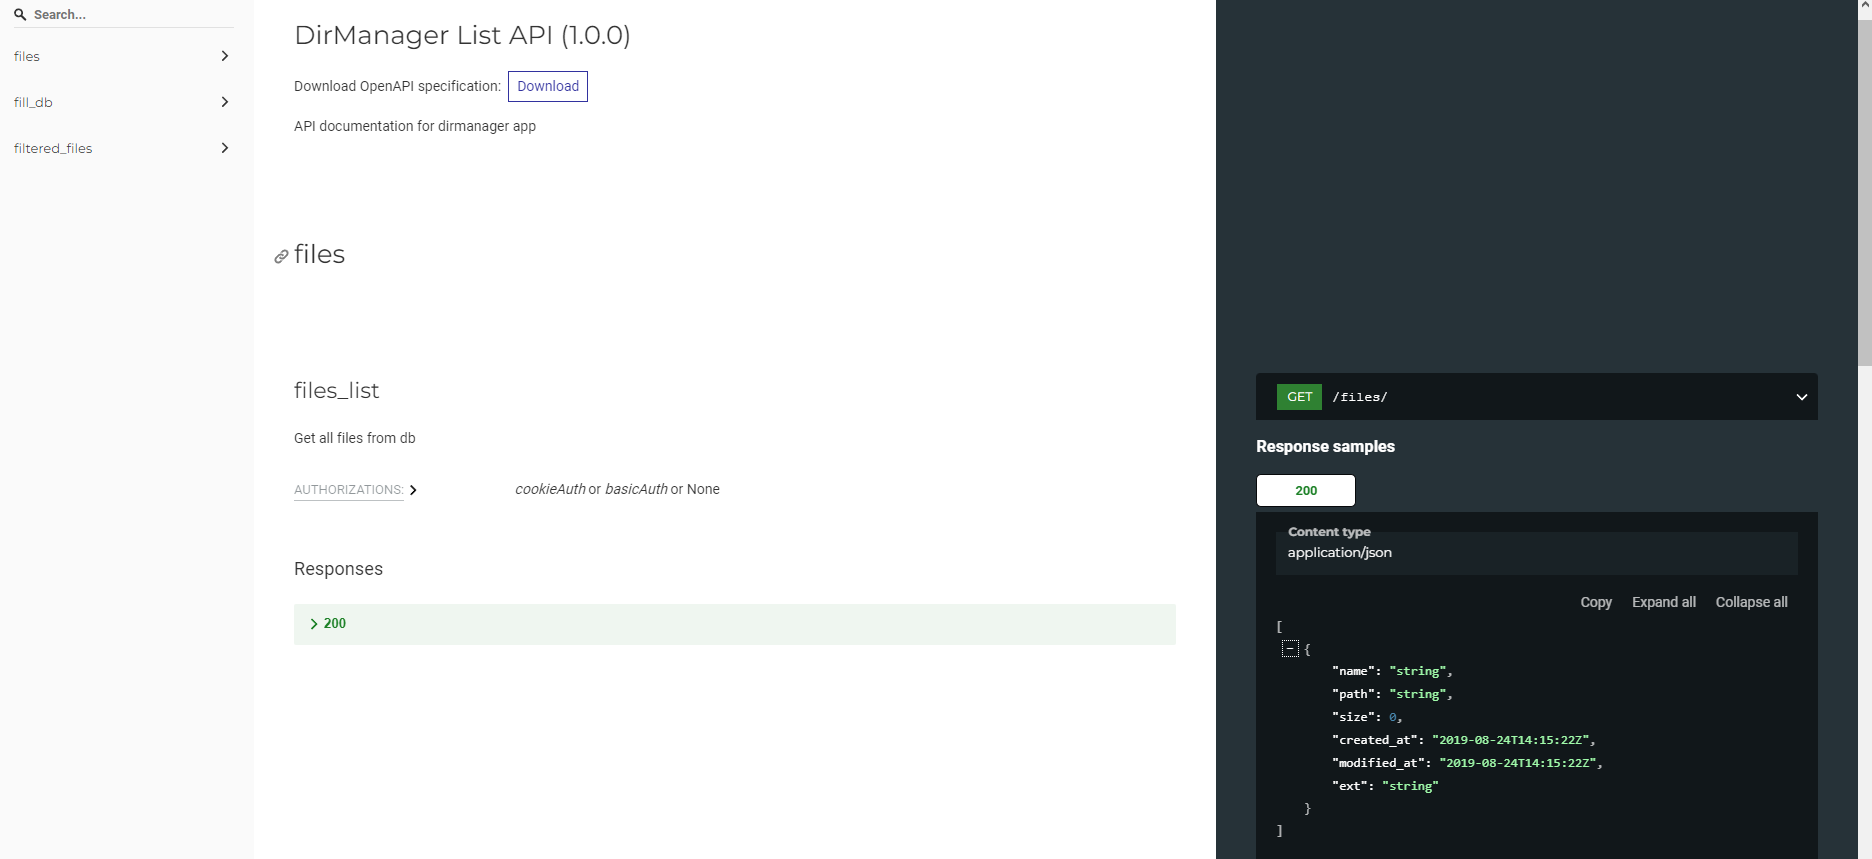 Search...
files
fill_db
filtered_files
DirManager List API (1.0.0)
Download OpenAPI specification: Download
API documentation for dirmanager app
files
files_list
Get all files from db
AUTHORIZATIONS: cookieAuth or basicAuth or None
Responses
200
GET /files/
Response samples
200
Content type
application/json
Copy Expand all Collapse all
[
- {
"name": "string",
"path": "string",
"size": 0,
"created_at": "2019-08-24T14:15:22Z",
"modified_at": "2019-08-24T14:15:22Z",
"ext": "string"
}
]